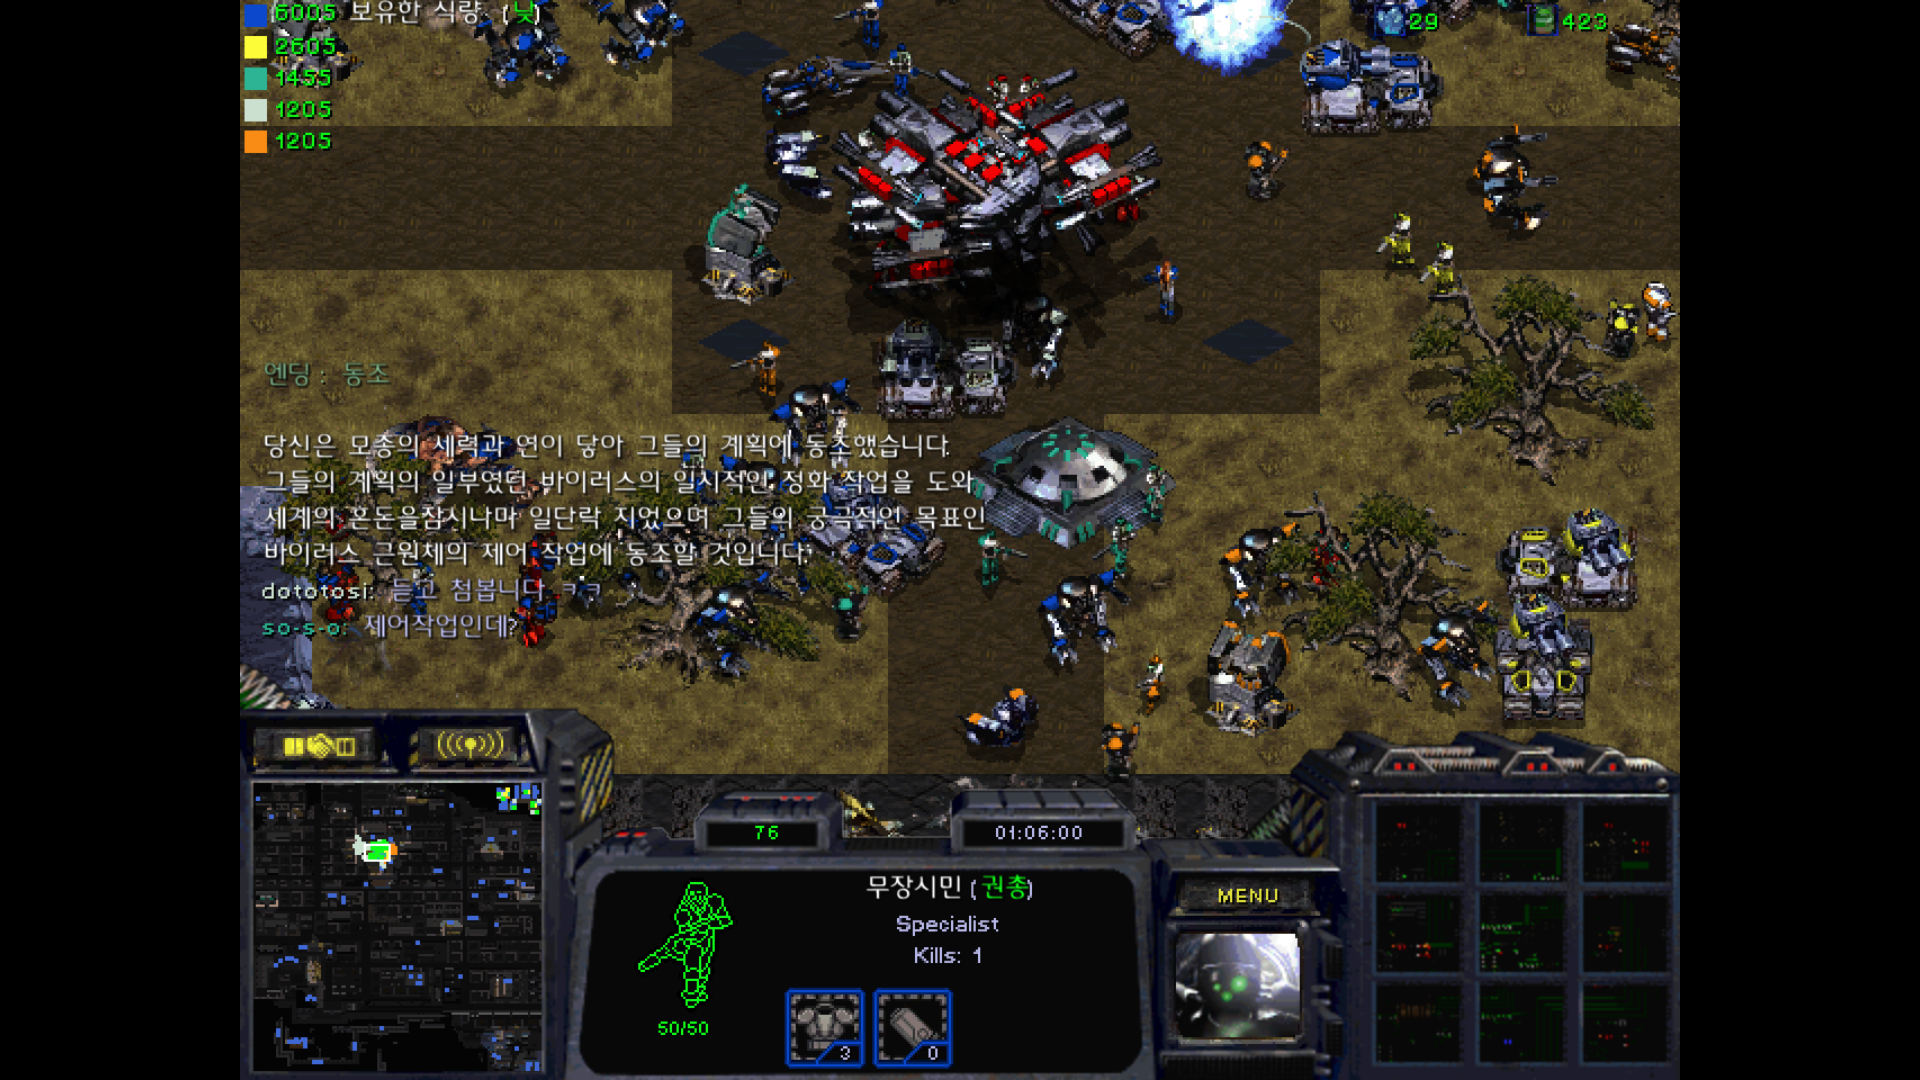 6005 보유한 식량: (낮)
29
423
2605
1455
1205
1205
엔딩 : 동조
당신은 모종의 세력과 연이 닿아 그들의 계획에 동조했습니다.
그들의 계획의 일부였던 바이러스의 일시적인 정화 작업을 도와
세계의 혼돈을잠시나마 일단락 지었으며 그들의 궁극적인 목표인
바이러스 근원체의 제어 작업에 동조할 것입니다.
dototosi: 듣고 첨봅니다 ㅋㅋ
so-s-o: 제어작업인데?
76
01:06:00
무장시민 (권총)
Specialist
Kills: 1
50/50
3
0
MENU